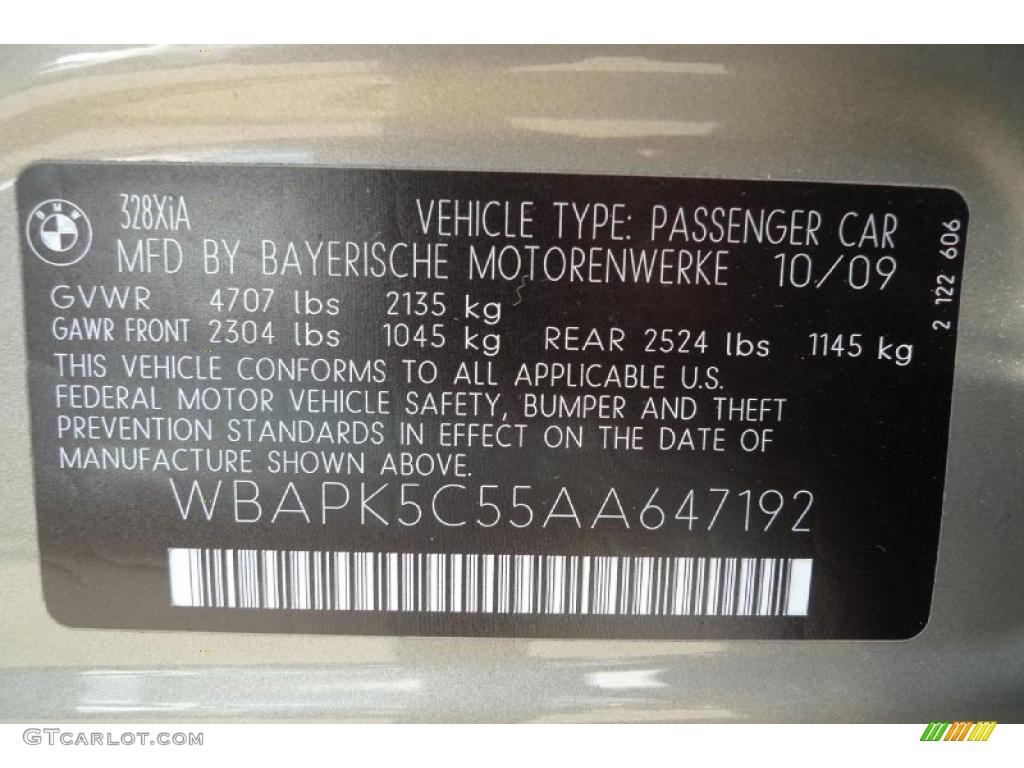 BMW
328XiA
VEHICLE TYPE: PASSENGER CAR
MFD BY BAYERISCHE MOTORENWERKE 10/09
GVWR 4707 lbs 2135 kg
GAWR FRONT 2304 lbs 1045 kg REAR 2524 lbs 1145 kg
THIS VEHICLE CONFORMS TO ALL APPLICABLE U.S.
FEDERAL MOTOR VEHICLE SAFETY, BUMPER AND THEFT
PREVENTION STANDARDS IN EFFECT ON THE DATE OF
MANUFACTURE SHOWN ABOVE.
WBAPK5C55AA647192
2 122 606
GTCarLot.com